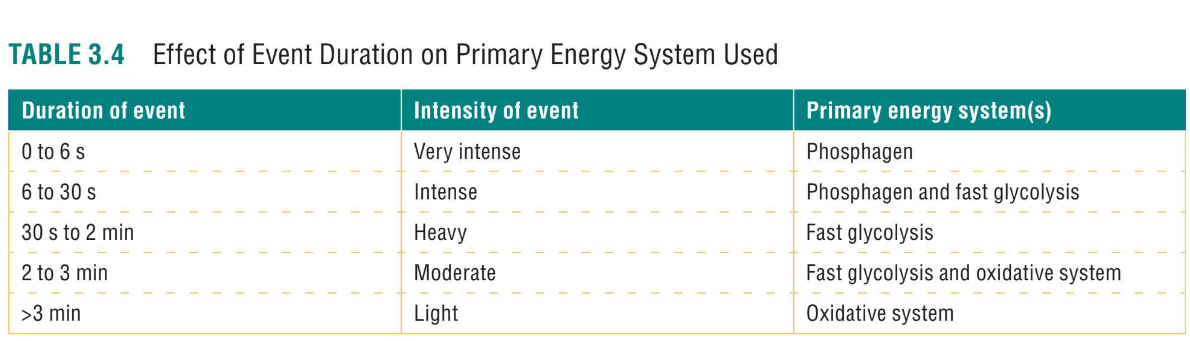 TABLE 3.4 Effect of Event Duration on Primary Energy System Used
Duration of event Intensity of event Primary energy system(s)
0 to 6 s Very intense Phosphagen
6 to 30 s Intense Phosphagen and fast glycolysis
30 s to 2 min Heavy Fast glycolysis
2 to 3 min Moderate Fast glycolysis and oxidative system
>3 min Light Oxidative system